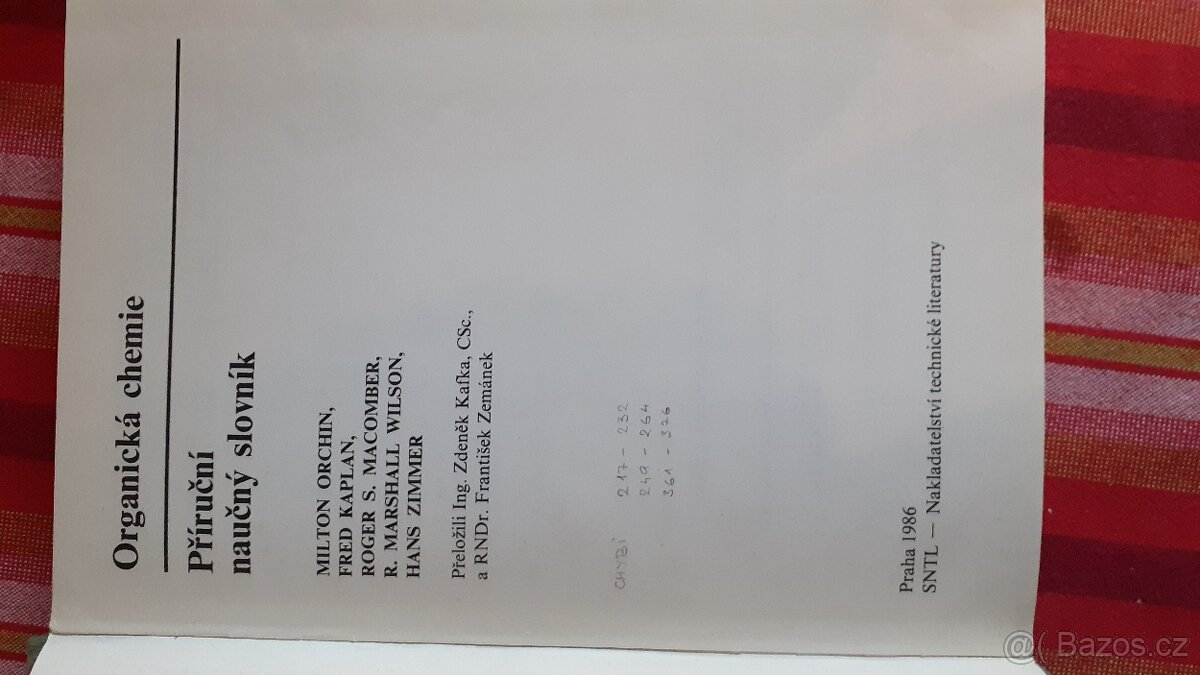 Organická chemie
Příruční
naučný slovník
MILTON ORCHIN,
FRED KAPLAN,
ROGER S. MACOMBER,
R. MARSHALL WILSON,
HANS ZIMMER
Přeložili Ing. Zdeněk Kafka, CSc.,
a RNDr. František Zemánek
CHYBÍ 217 - 232
249 - 264
361 - 376
Praha 1986
SNTL — Nakladatelství technické literatury
@( Bazos.cz